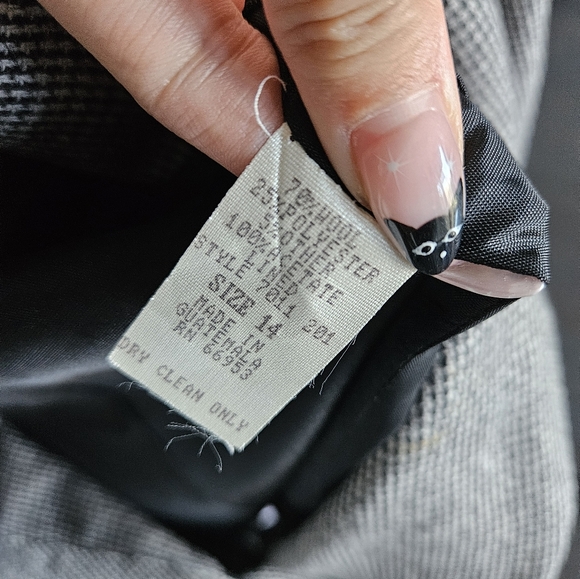 70% WOOL
25% POLYESTER
5% OTHER
100% ACETATE
LINED
STYLE 7011 201
SIZE 14
MADE IN
GUATEMALA
RN 66953
DRY CLEAN ONLY